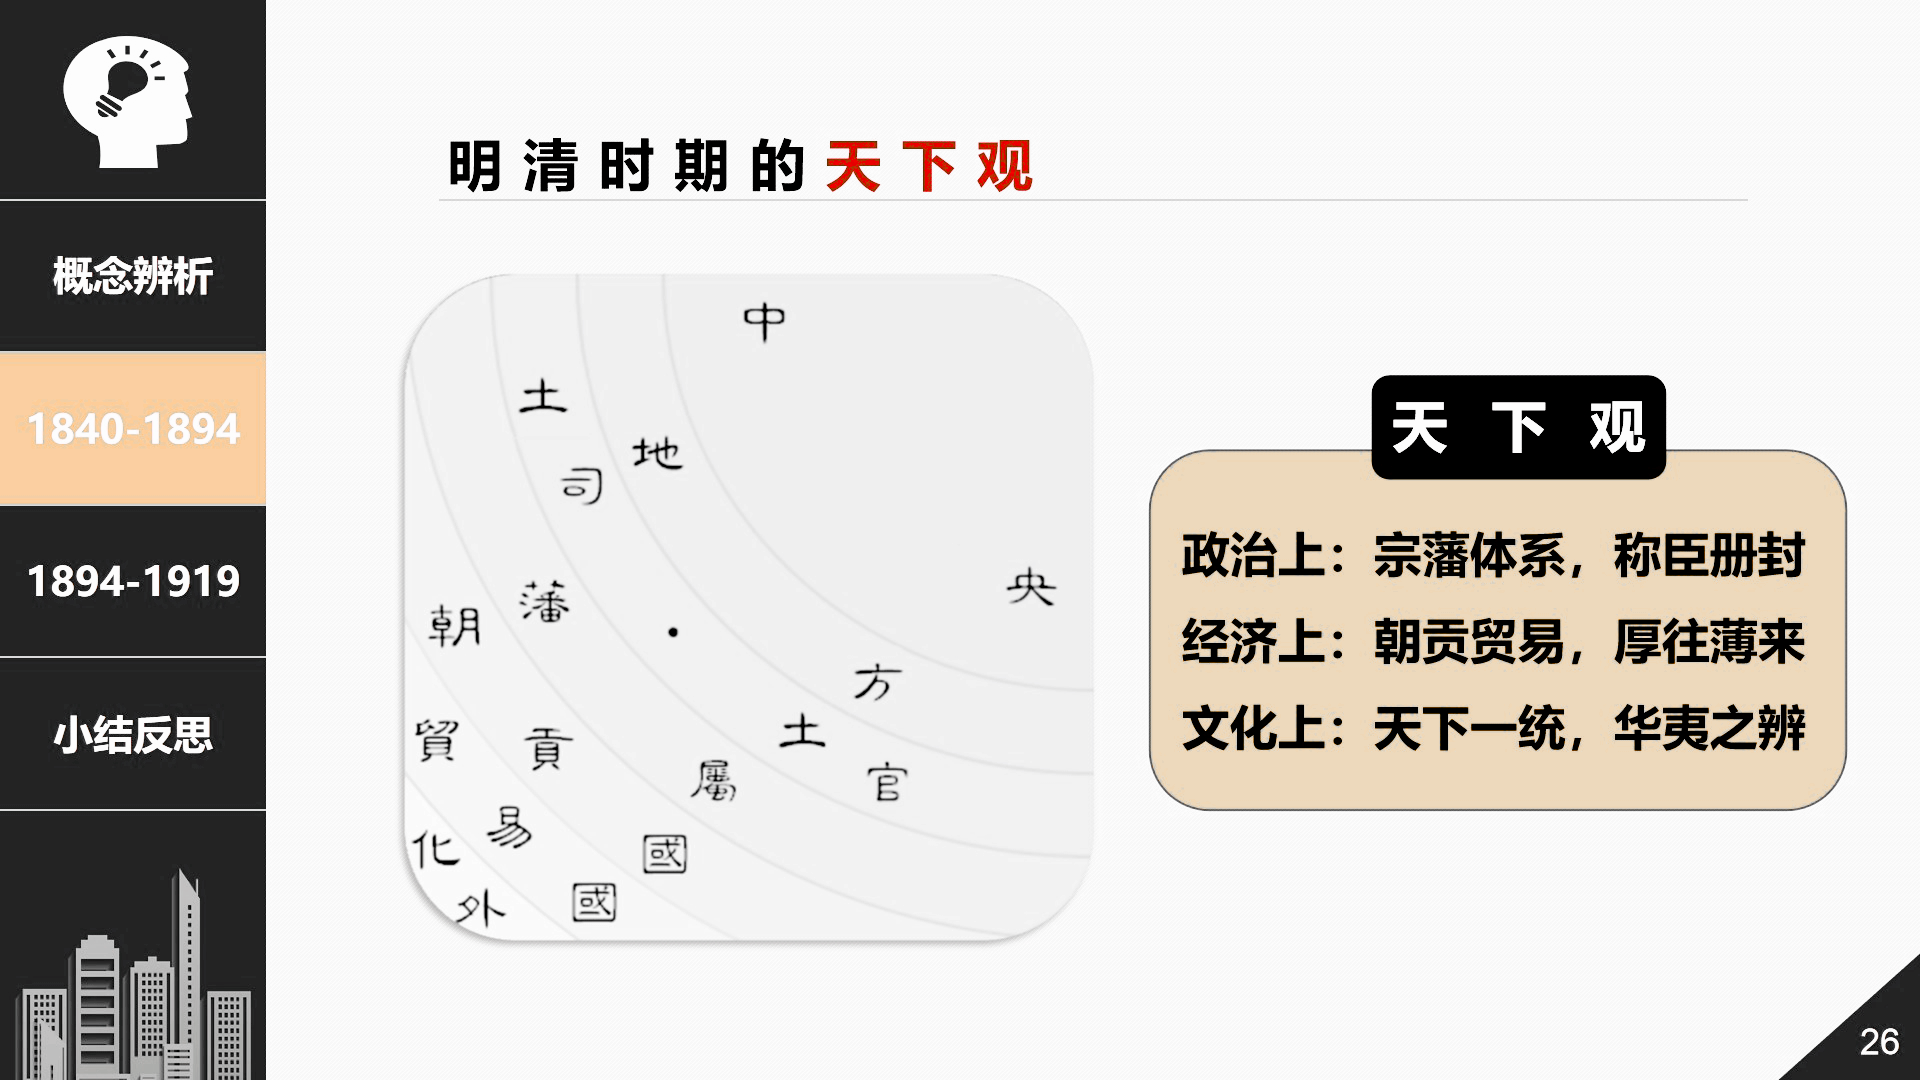 明清时期的天下观
概念辨析
1840-1894
1894-1919
小结反思
中央
地方
土司
土官
藩·屬國
朝貢
貿易國
化外
天下观
政治上：宗藩体系，称臣册封
经济上：朝贡贸易，厚往薄来
文化上：天下一统，华夷之辨
26